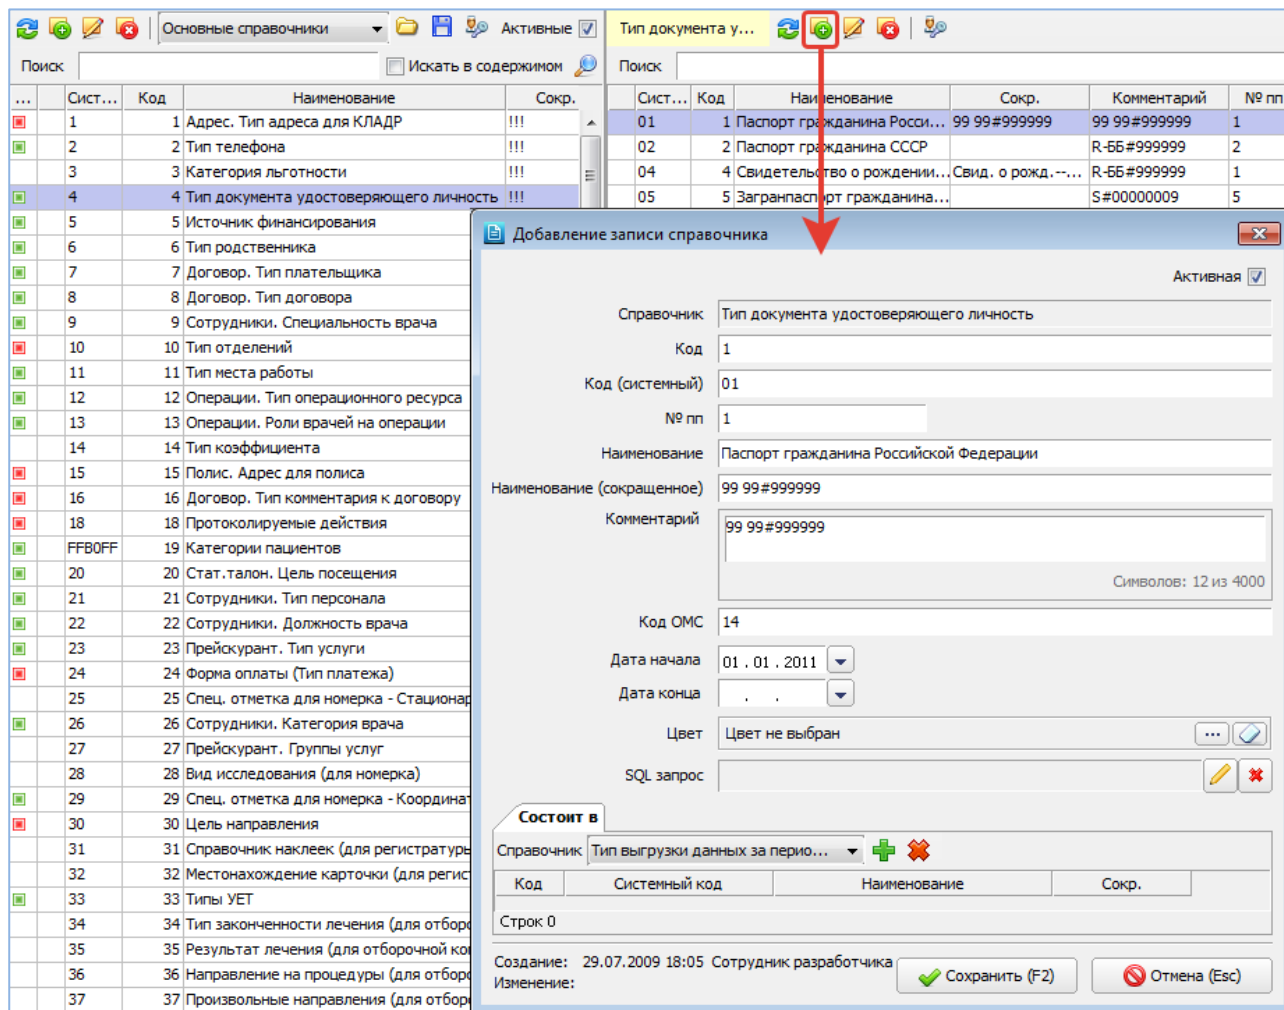 Основные справочники Активные Тип документа у...
Поиск Искать в содержимом Поиск
... Сист... Код Наименование Сокр. Сист... Код Наименование Сокр. Комментарий № пп
1 1 Адрес. Тип адреса для КЛАДР !!! 01 1 Паспорт гражданина Росси... 99 99#999999 99 99#999999 1
2 2 Тип телефона !!! 02 2 Паспорт гражданина СССР R-ББ#999999 2
3 3 Категория льготности !!! 04 4 Свидетельство о рождении... Свид. о рожд.--... R-ББ#999999 1
4 4 Тип документа удостоверяющего личность !!! 05 5 Загранпаспорт гражданина... S#00000009 5
5 5 Источник финансирования
6 6 Тип родственника
7 7 Договор. Тип плательщика
8 8 Договор. Тип договора
9 9 Сотрудники. Специальность врача
10 10 Тип отделений
11 11 Тип места работы
12 12 Операции. Тип операционного ресурса
13 13 Операции. Роли врачей на операции
14 14 Тип коэффициента
15 15 Полис. Адрес для полиса
16 16 Договор. Тип комментария к договору
18 18 Протоколируемые действия
FFB0FF 19 Категории пациентов
20 20 Стат.талон. Цель посещения
21 21 Сотрудники. Тип персонала
22 22 Сотрудники. Должность врача
23 23 Прейскурант. Тип услуги
24 24 Форма оплаты (Тип платежа)
25 25 Спец. отметка для номерка - Стационар
26 26 Сотрудники. Категория врача
27 27 Прейскурант. Группы услуг
28 28 Вид исследования (для номерка)
29 29 Спец. отметка для номерка - Координат
30 30 Цель направления
31 31 Справочник наклеек (для регистратуры
32 32 Местонахождение карточки (для регис
33 33 Типы УЕТ
34 34 Тип законченности лечения (для отборо
35 35 Результат лечения (для отборочной ко
36 36 Направление на процедуры (для отборо
37 37 Произвольные направления (для отбор
Добавление записи справочника
Активная
Справочник Тип документа удостоверяющего личность
Код 1
Код (системный) 01
№ пп 1
Наименование Паспорт гражданина Российской Федерации
Наименование (сокращенное) 99 99#999999
Комментарий 99 99#999999
Символов: 12 из 4000
Код ОМС 14
Дата начала 01 . 01 . 2011
Дата конца . .
Цвет Цвет не выбран ...
SQL запрос
Состоит в
Справочник Тип выгрузки данных за перио...
Код Системный код Наименование Сокр.
Строк 0
Создание: 29.07.2009 18:05 Сотрудник разработчика
Изменение:
Сохранить (F2) Отмена (Esc)